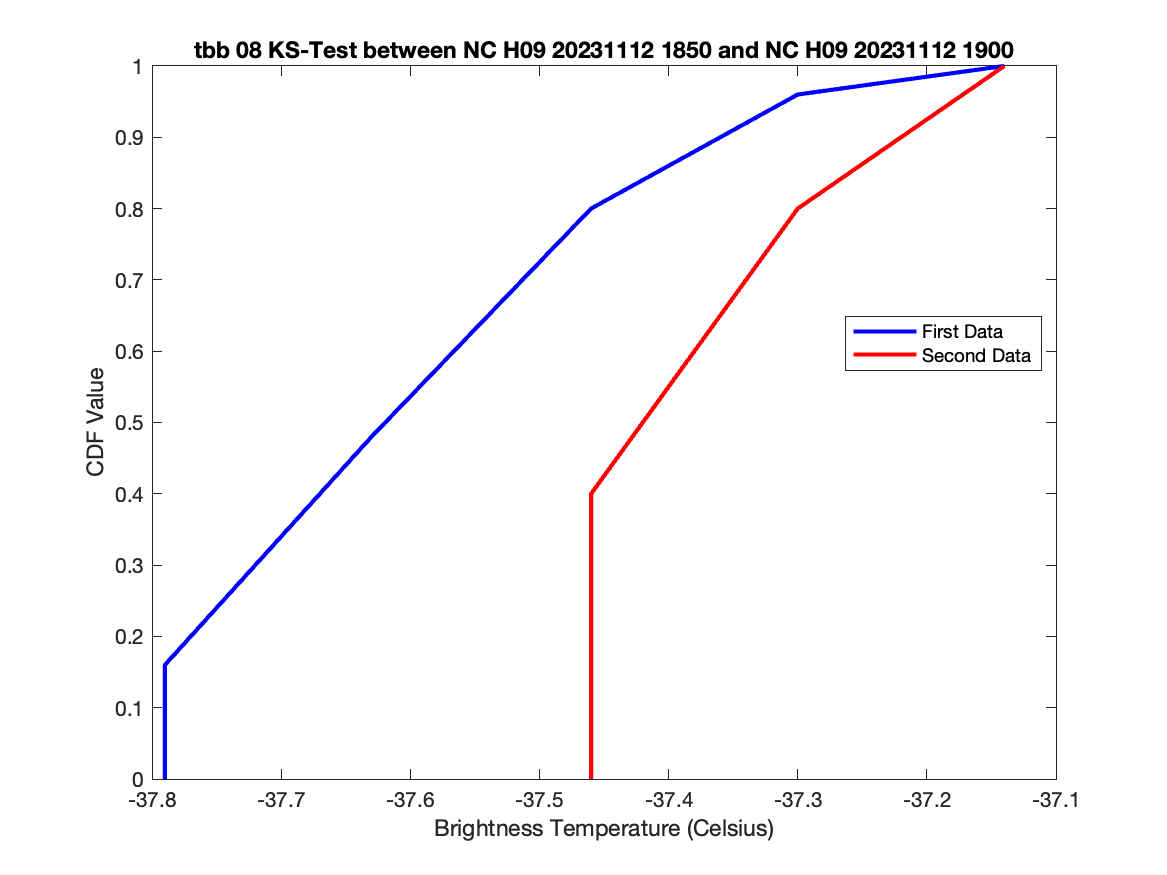 tbb 08 KS-Test between NC H09 20231112 1850 and NC H09 20231112 1900
1
0.9
0.8
0.7
0.6
0.5
0.4
0.3
0.2
0.1
0
CDF Value
First Data
Second Data
-37.8 -37.7 -37.6 -37.5 -37.4 -37.3 -37.2 -37.1
Brightness Temperature (Celsius)